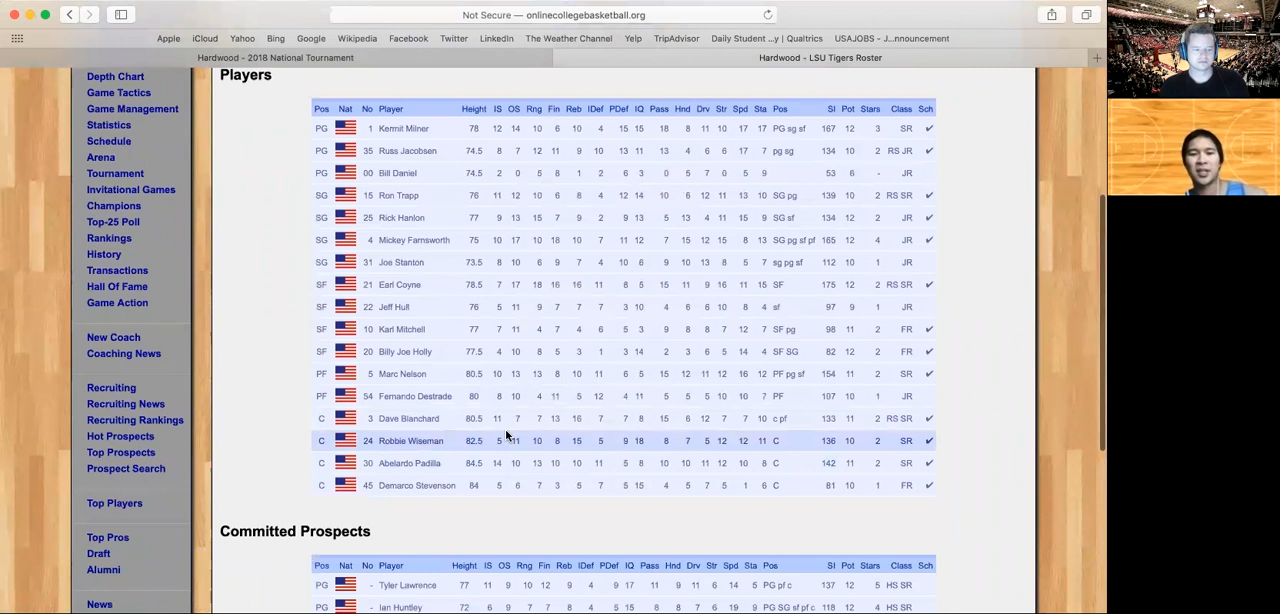 Not Secure — onlinecollegebasketball.org
Apple iCloud Yahoo Bing Google Wikipedia Facebook Twitter LinkedIn The Weather Channel Yelp TripAdvisor Daily Student ...y | Qualtrics USAJOBS - J...nnouncement
Hardwood - 2018 National Tournament Hardwood - LSU Tigers Roster
Depth Chart
Game Tactics
Game Management
Statistics
Schedule
Arena
Tournament
Invitational Games
Champions
Top-25 Poll
Rankings
History
Transactions
Hall Of Fame
Game Action
New Coach
Coaching News
Recruiting
Recruiting News
Recruiting Rankings
Hot Prospects
Top Prospects
Prospect Search
Top Players
Top Pros
Draft
Alumni
News
Players
Pos Nat No Player Height IS OS Rng Fin Reb IDef PDef IQ Pass Hnd Drv Str Spd Sta Pos SI Pot Stars Class Sch
PG 1 Kermit Milner 78 12 14 10 6 10 4 15 15 18 8 11 10 17 17 PG sg sf 167 12 3 SR ✔
PG 35 Russ Jacobsen 74.5 5 7 12 11 9 10 13 11 13 4 6 6 17 7 pg sg 134 10 2 RS JR ✔
PG 00 Bill Daniel 74.5 2 0 5 8 1 2 6 3 0 5 7 0 5 9 53 6 - JR
SG 15 Ron Trapp 76 11 13 10 6 8 4 12 14 10 6 12 11 13 10 SG pg 139 10 2 RS SR ✔
SG 25 Rick Hanlon 77 9 13 15 7 9 2 9 13 5 13 4 11 15 9 SG sf 134 12 2 JR ✔
SG 4 Mickey Farnsworth 75 10 17 10 18 10 7 11 12 7 15 12 15 8 13 SG pg sf pf 165 12 4 JR ✔
SG 31 Joe Stanton 73.5 8 10 6 9 7 4 10 6 9 10 13 8 5 7 sg pg sf 112 10 1 JR
SF 21 Earl Coyne 78.5 7 17 18 16 16 11 8 5 15 11 9 16 11 15 SF 175 12 2 RS SR ✔
SF 22 Jeff Hull 76 5 11 9 7 7 7 3 10 4 6 6 10 8 4 sf 97 9 1 JR
SF 10 Karl Mitchell 77 7 11 4 7 4 6 5 3 9 8 8 7 12 7 SF pg 98 11 2 FR ✔
SF 20 Billy Joe Holly 77.5 4 10 8 5 3 1 3 14 2 3 6 5 14 4 SF SG 82 12 2 FR ✔
PF 5 Marc Nelson 80.5 10 13 13 8 10 11 6 5 15 12 11 12 16 12 PF pg sf 154 11 2 SR ✔
PF 54 Fernando Destrade 80 8 10 4 11 5 12 4 11 5 5 5 10 10 7 PF 107 10 1 JR
C 3 Dave Blanchard 80.5 11 7 7 13 16 7 7 8 15 6 12 7 7 10 c pf 133 11 2 RS SR ✔
C 24 Robbie Wiseman 82.5 5 11 10 8 15 5 9 18 8 7 5 12 12 11 C 136 10 2 SR ✔
C 30 Abelardo Padilla 84.5 14 10 13 10 10 11 5 8 10 10 11 12 10 8 C 142 11 2 SR ✔
C 45 Demarco Stevenson 84 5 6 7 3 5 7 5 15 4 5 5 1 6 C 81 10 1 FR ✔
Committed Prospects
Pos Nat No Player Height IS OS Rng Fin Reb IDef PDef IQ Pass Hnd Drv Str Spd Sta Pos SI Pot Stars Class
PG - Tyler Lawrence 77 11 9 10 12 9 4 9 17 11 9 11 6 14 5 PG pf c 137 12 5 HS SR
PG - Ian Huntley 72 6 9 7 7 8 4 9 15 8 8 7 6 19 9 PG SG sf pf c 118 12 4 HS SR